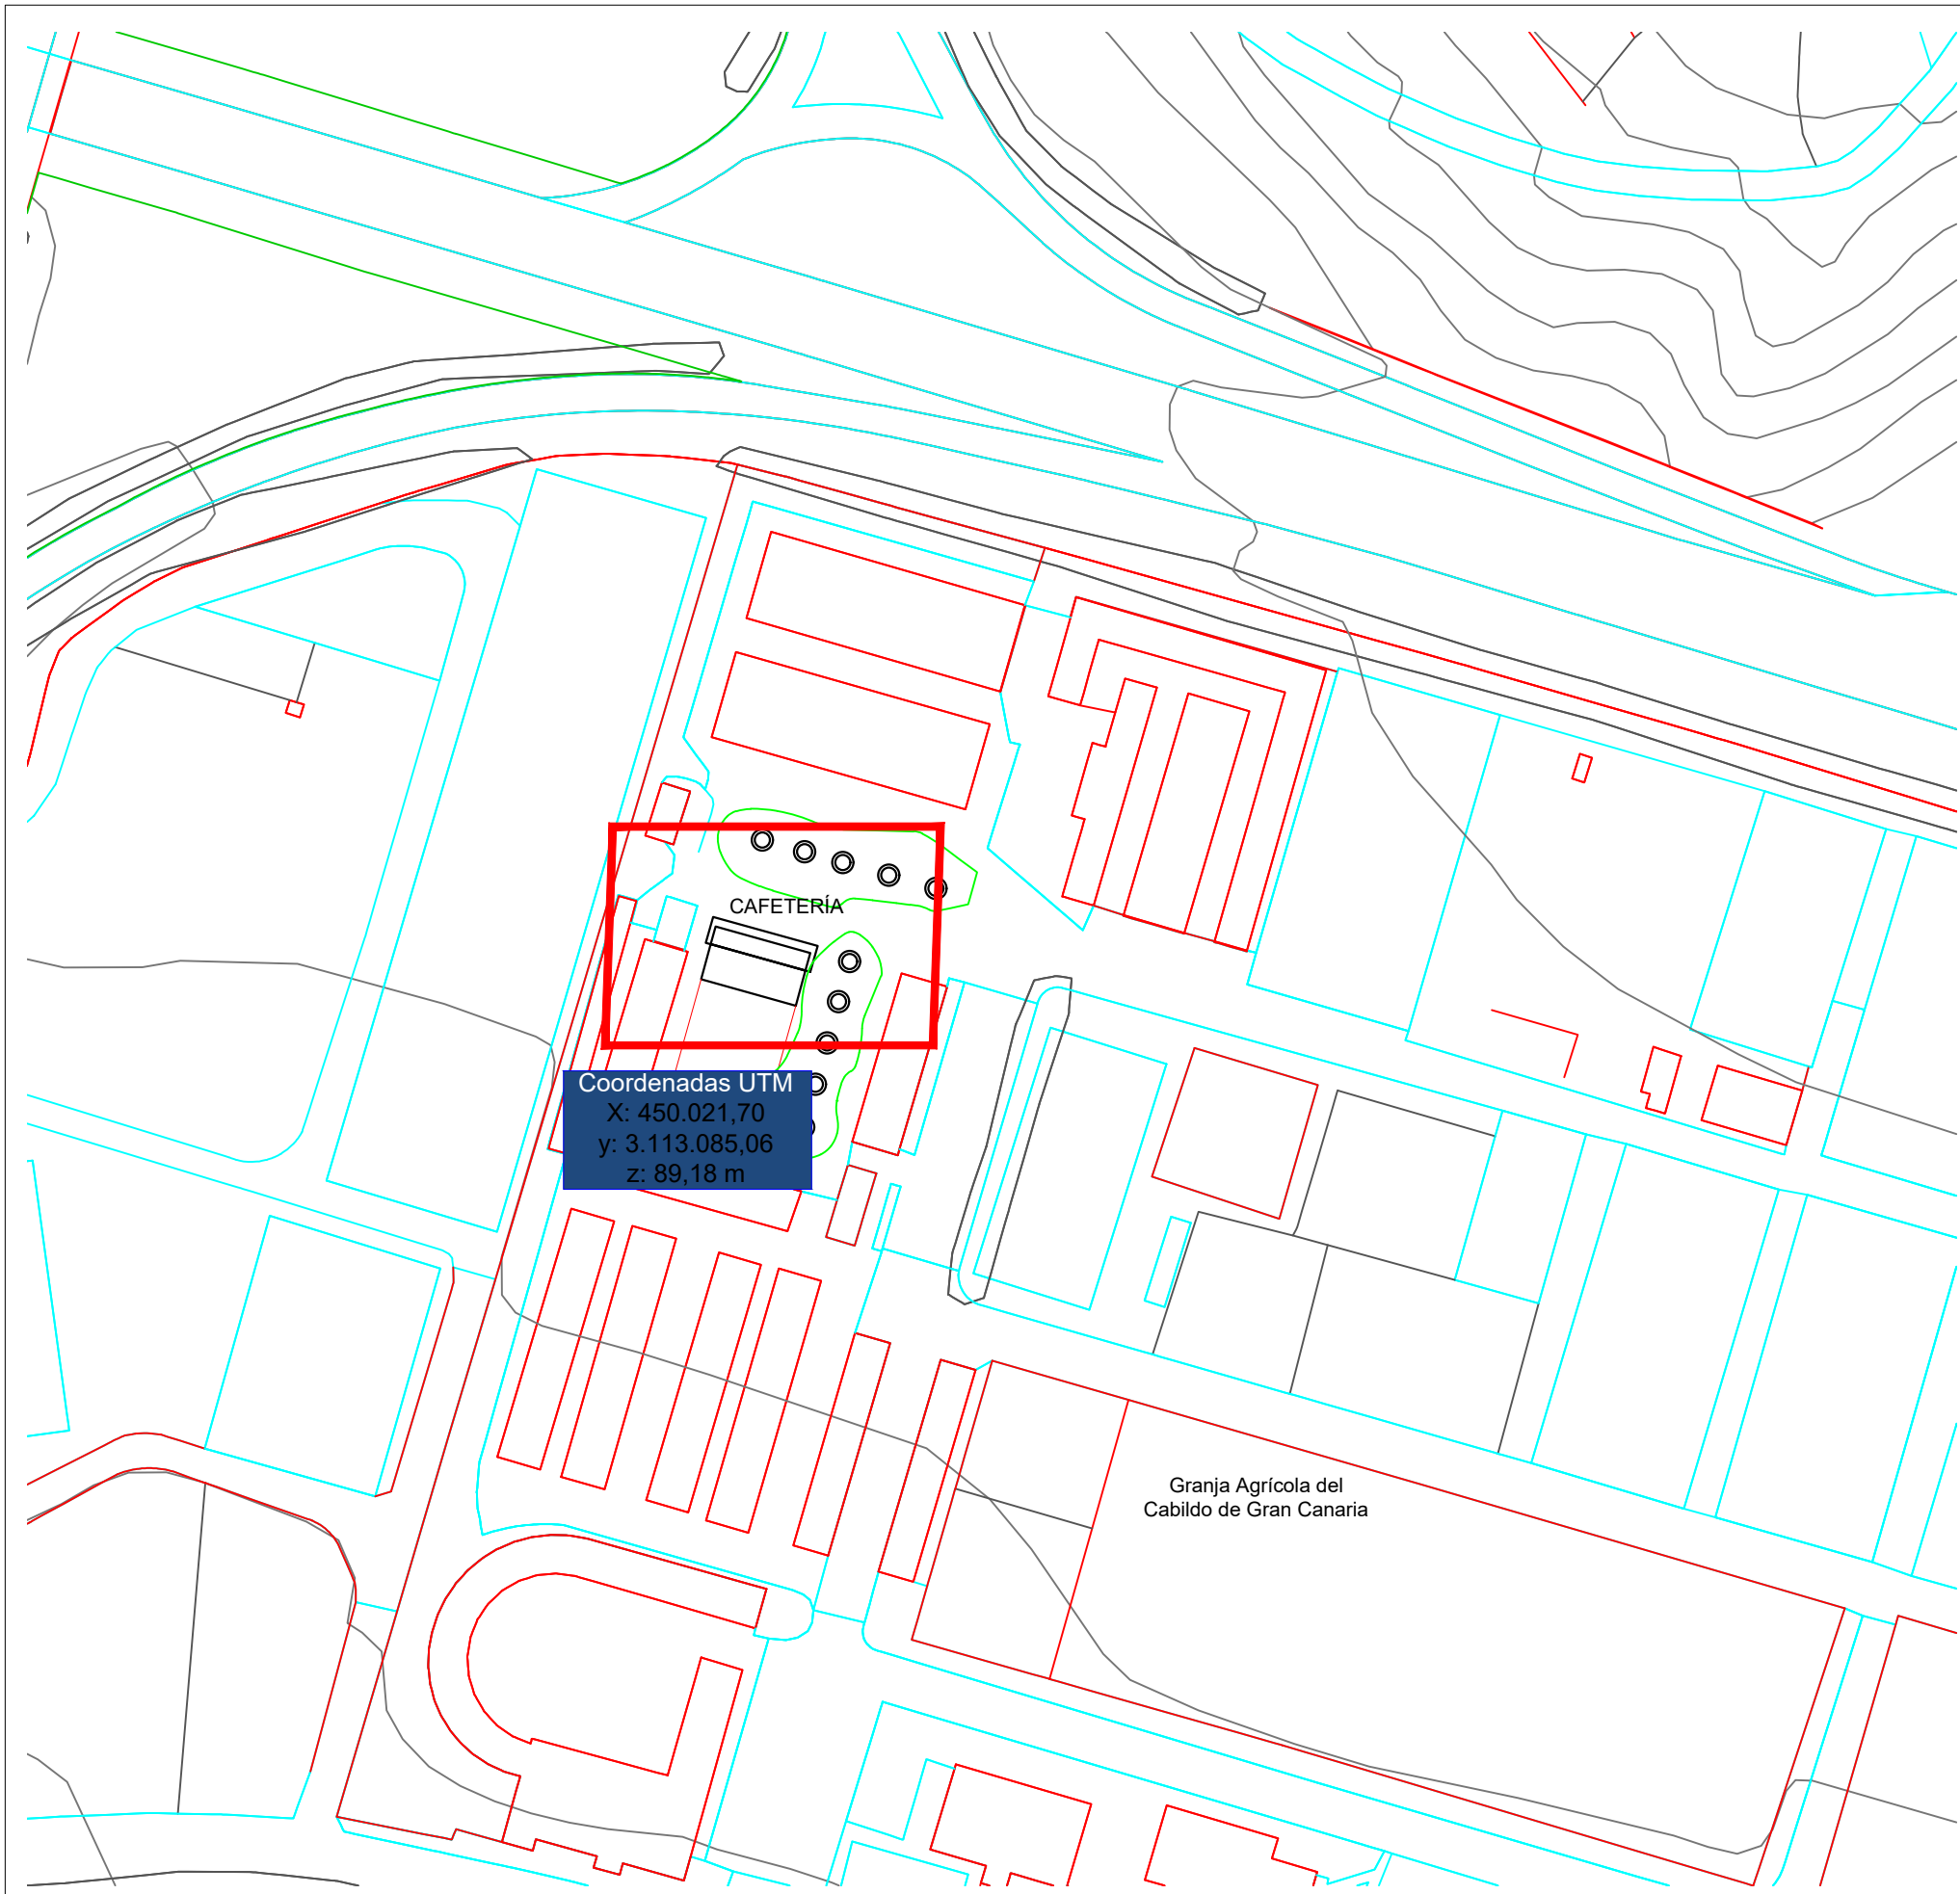 CAFETERÍA
Coordenadas UTM
X: 450.021,70
y: 3.113.085,06
z: 89,18 m
Granja Agrícola del
Cabildo de Gran Canaria